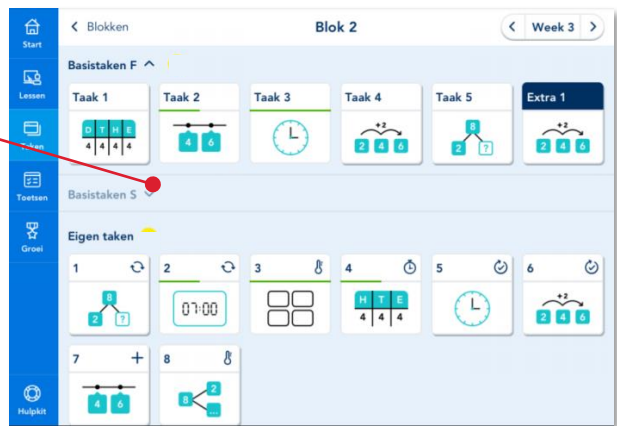 Start
Lessen
Taken
Toetsen
Groei
Hulpkit
Blokken
Blok 2
Week 3
Basistaken F
Taak 1
D T H E
4 4 4 4
Taak 2
4 6
Taak 3
Taak 4
+2
2 4 6
Taak 5
8
2 ?
Extra 1
+2
2 4 6
Basistaken S
Eigen taken
1
8
2 ?
2
07:00
3
4
H T E
4 4 4
5
6
+2
2 4 6
7 +
4 6
8
8 2
...